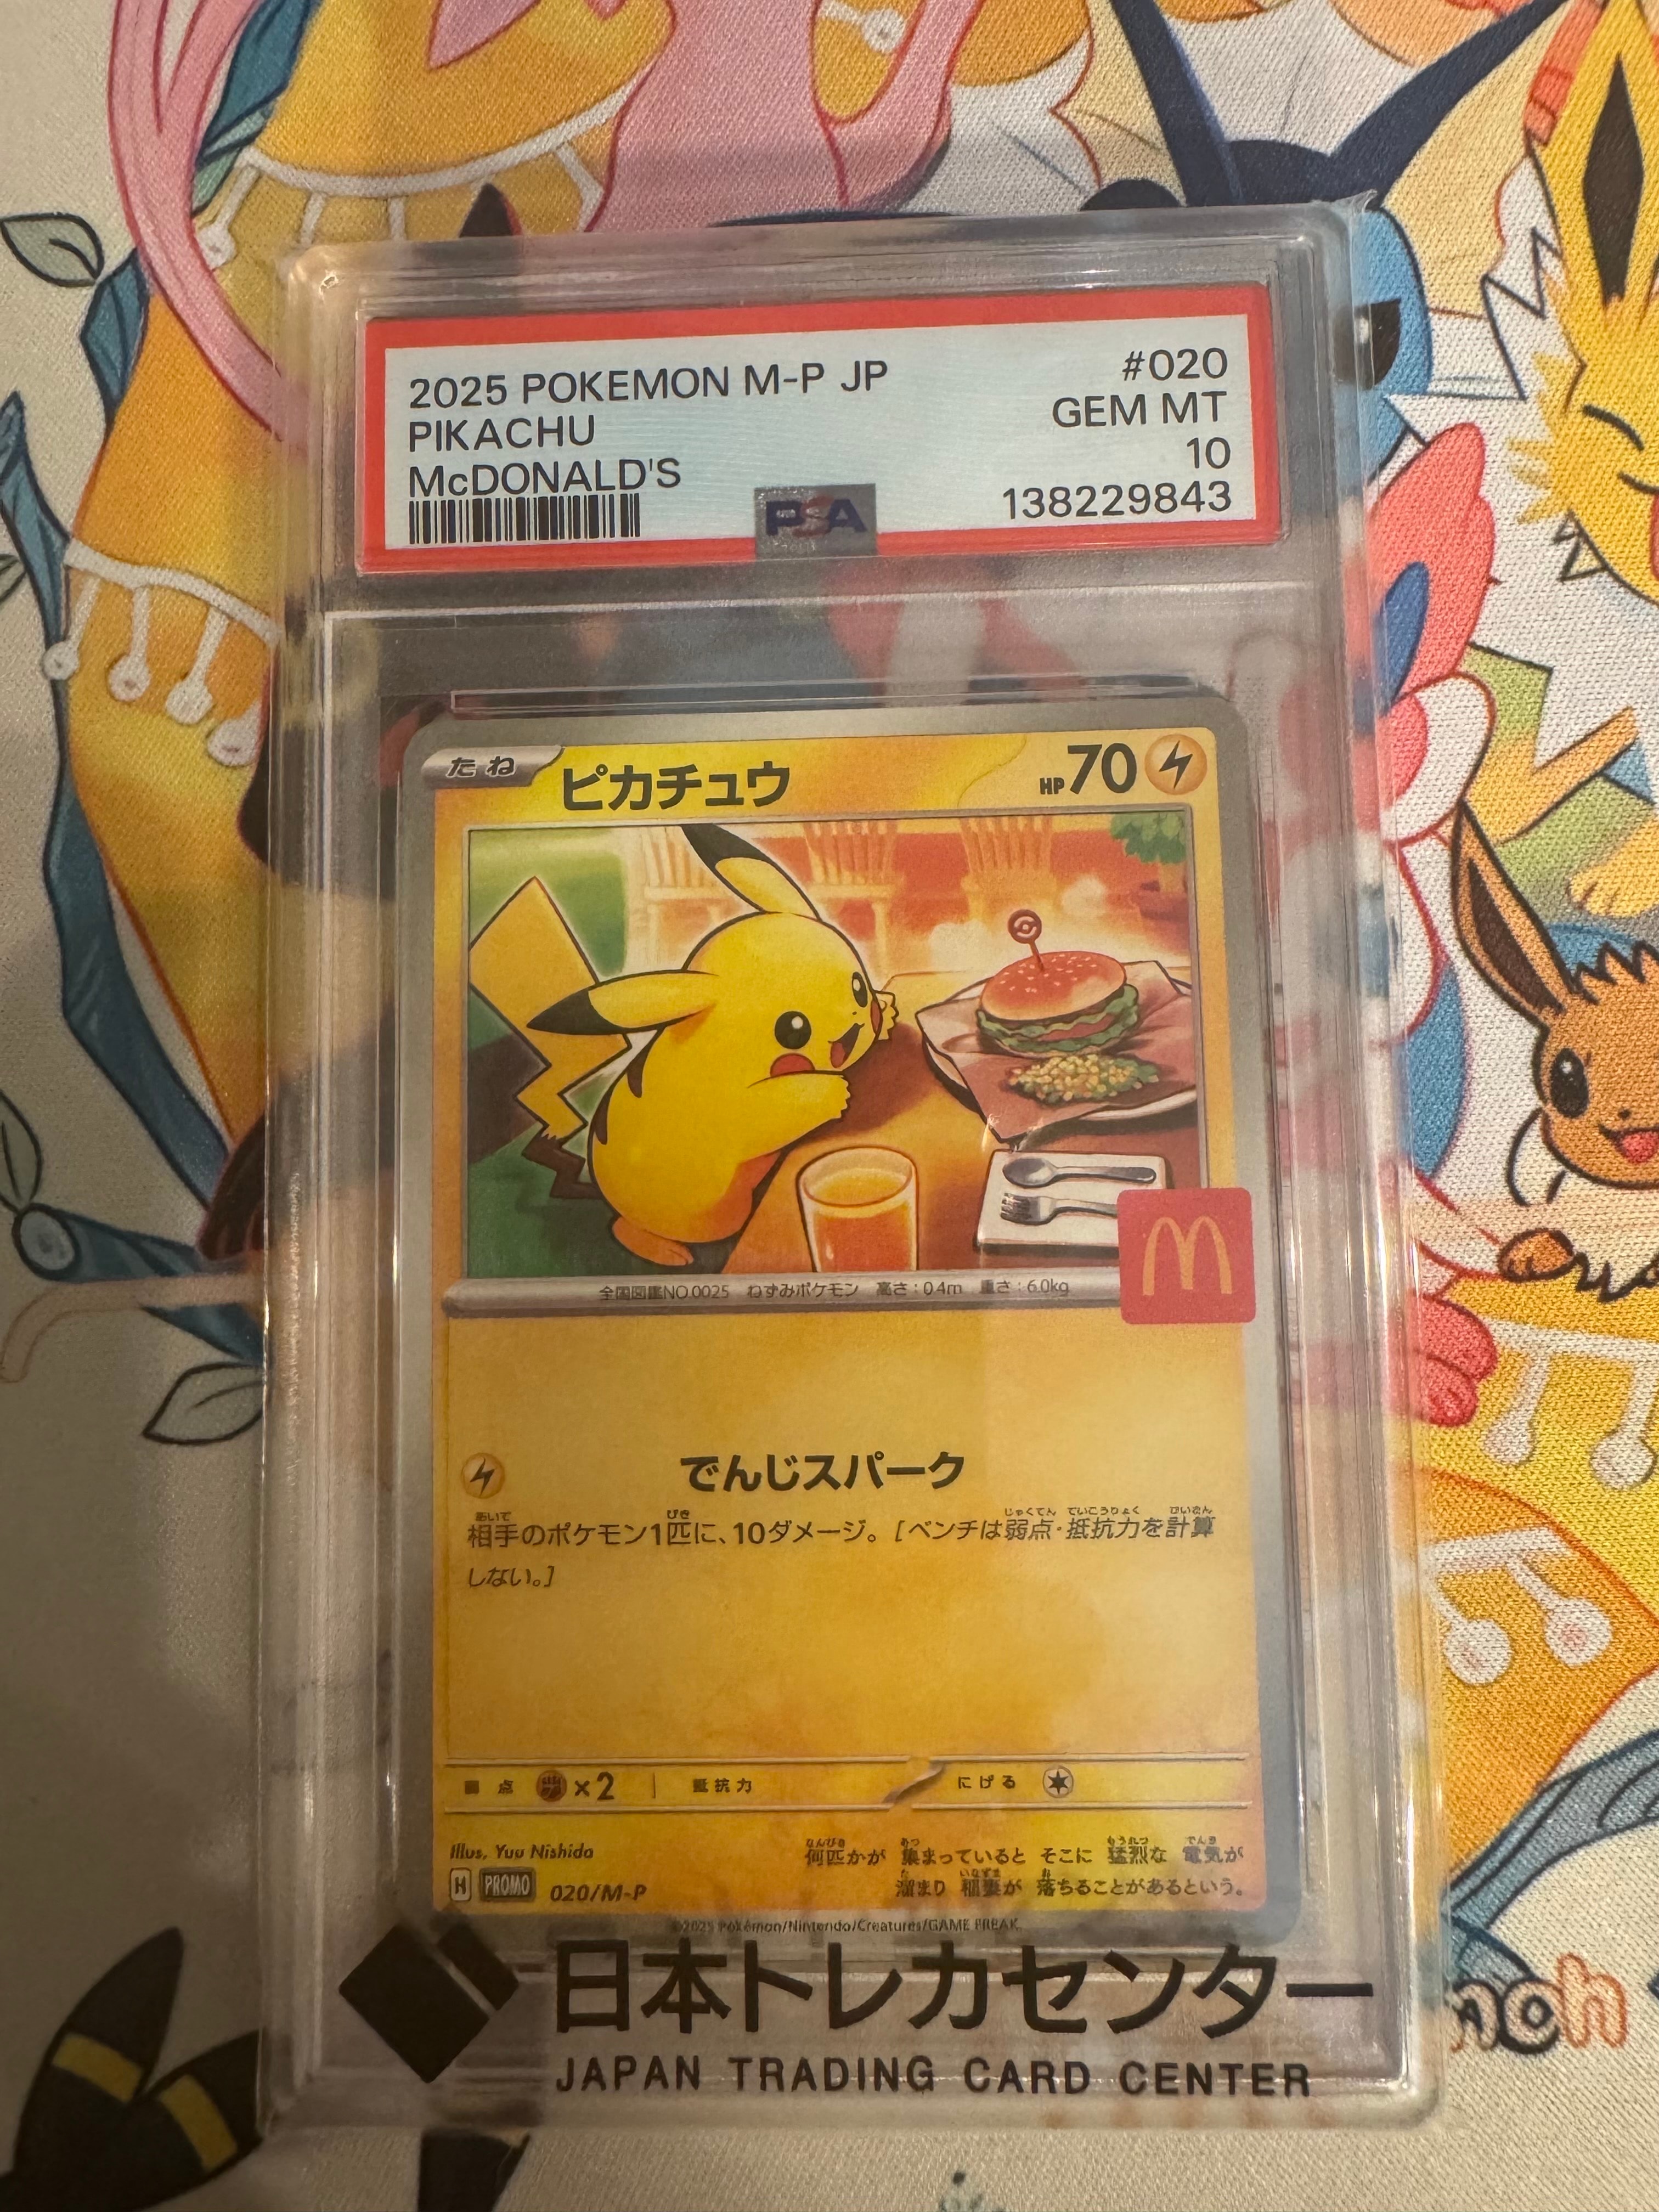 2025 POKEMON M-P JP #020
PIKACHU GEM MT
McDONALD'S 10
138229843
PSA
たね ピカチュウ HP 70
全国図鑑NO.0025 ねずみポケモン 高さ：0.4m 重さ：6.0kg
でんじスパーク
相手のポケモン1匹に、10ダメージ。［ベンチは弱点・抵抗力を計算
しない。］
弱点 ×2 抵抗力 にげる
Illus. Yuu Nishida
何匹かが 集まっていると そこに 猛烈な 電気が
溜まり 稲妻が 落ちることがあるという。
H PROMO 020/M-P
©2025 Pokémon/Nintendo/Creatures/GAME FREAK.
日本トレカセンター
JAPAN TRADING CARD CENTER